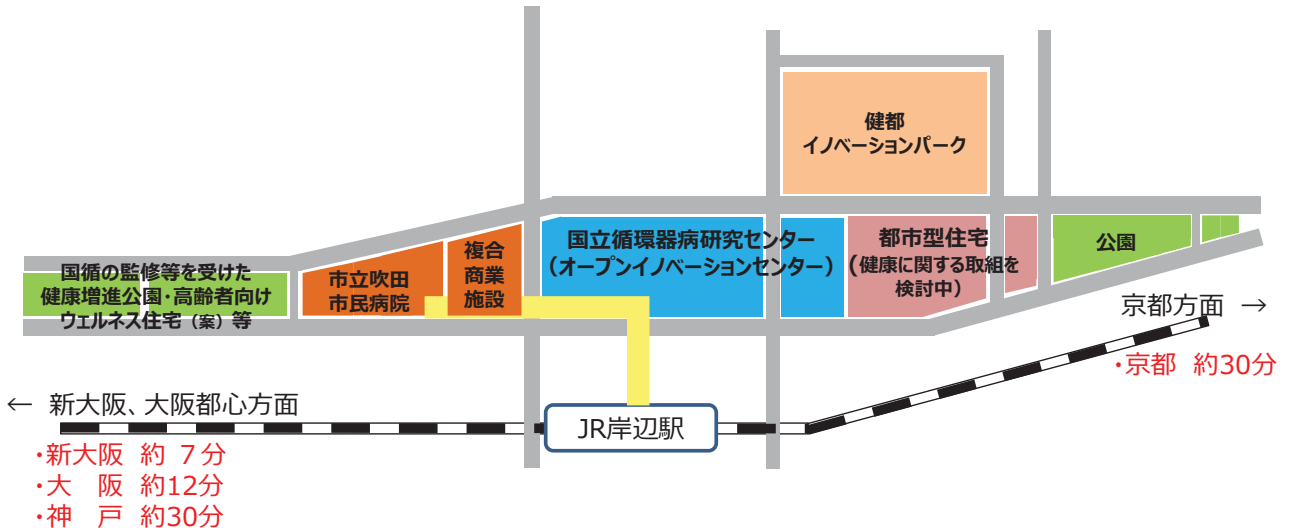 健都
イノベーションパーク
国立循環器病研究センター
（オープンイノベーションセンター）
都市型住宅
（健康に関する取組を
検討中）
公園
複合
商業
施設
市立吹田
市民病院
国循の監修等を受けた
健康増進公園・高齢者向け
ウェルネス住宅（案）等
京都方面 →
・京都 約30分
← 新大阪、大阪都心方面
JR岸辺駅
・新大阪 約 7分
・大 阪 約12分
・神 戸 約30分